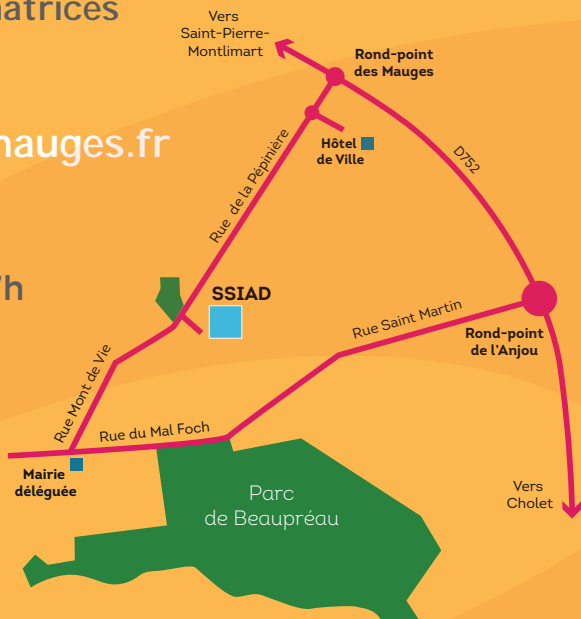 atrices
Vers
Saint-Pierre-
Montlimart
Rond-point
des Mauges
nauges.fr
Hôtel
de Ville
D752
Rue de la Pépinière
/h
SSIAD
Rue Saint Martin
Rond-point
de l'Anjou
Rue Mont de Vie
Rue du Mal Foch
Mairie
déléguée
Parc
de Beaupréau
Vers
Cholet